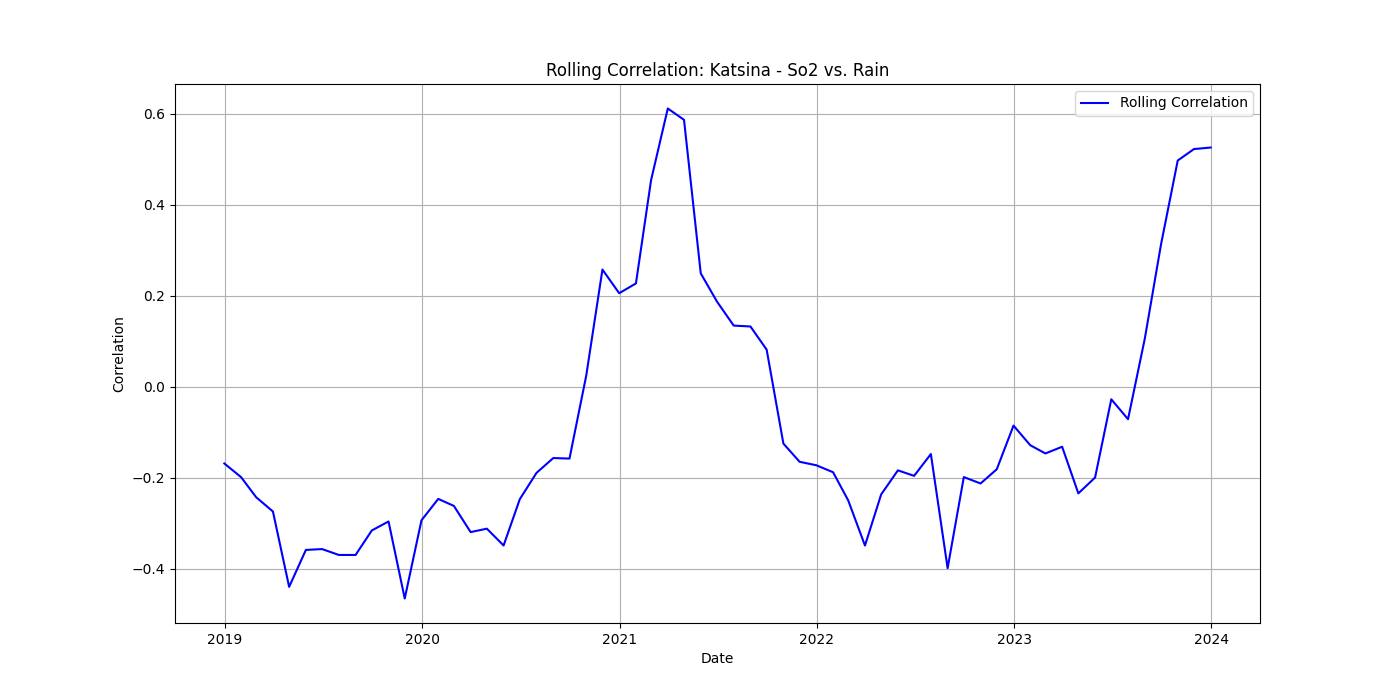 Rolling Correlation: Katsina - So2 vs. Rain
Rolling Correlation
0.6
0.4
0.2
0.0
−0.2
−0.4
Correlation
2019 2020 2021 2022 2023 2024
Date